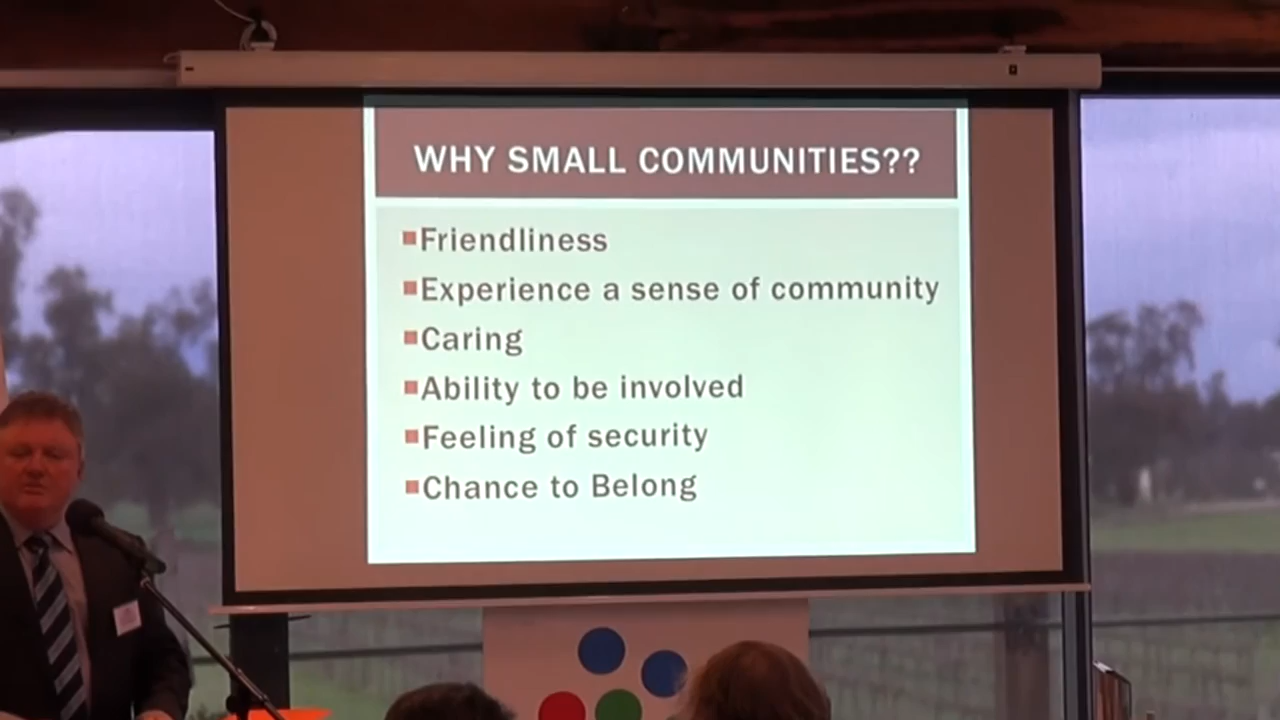 WHY SMALL COMMUNITIES??
Friendliness
Experience a sense of community
Caring
Ability to be involved
Feeling of security
Chance to Belong